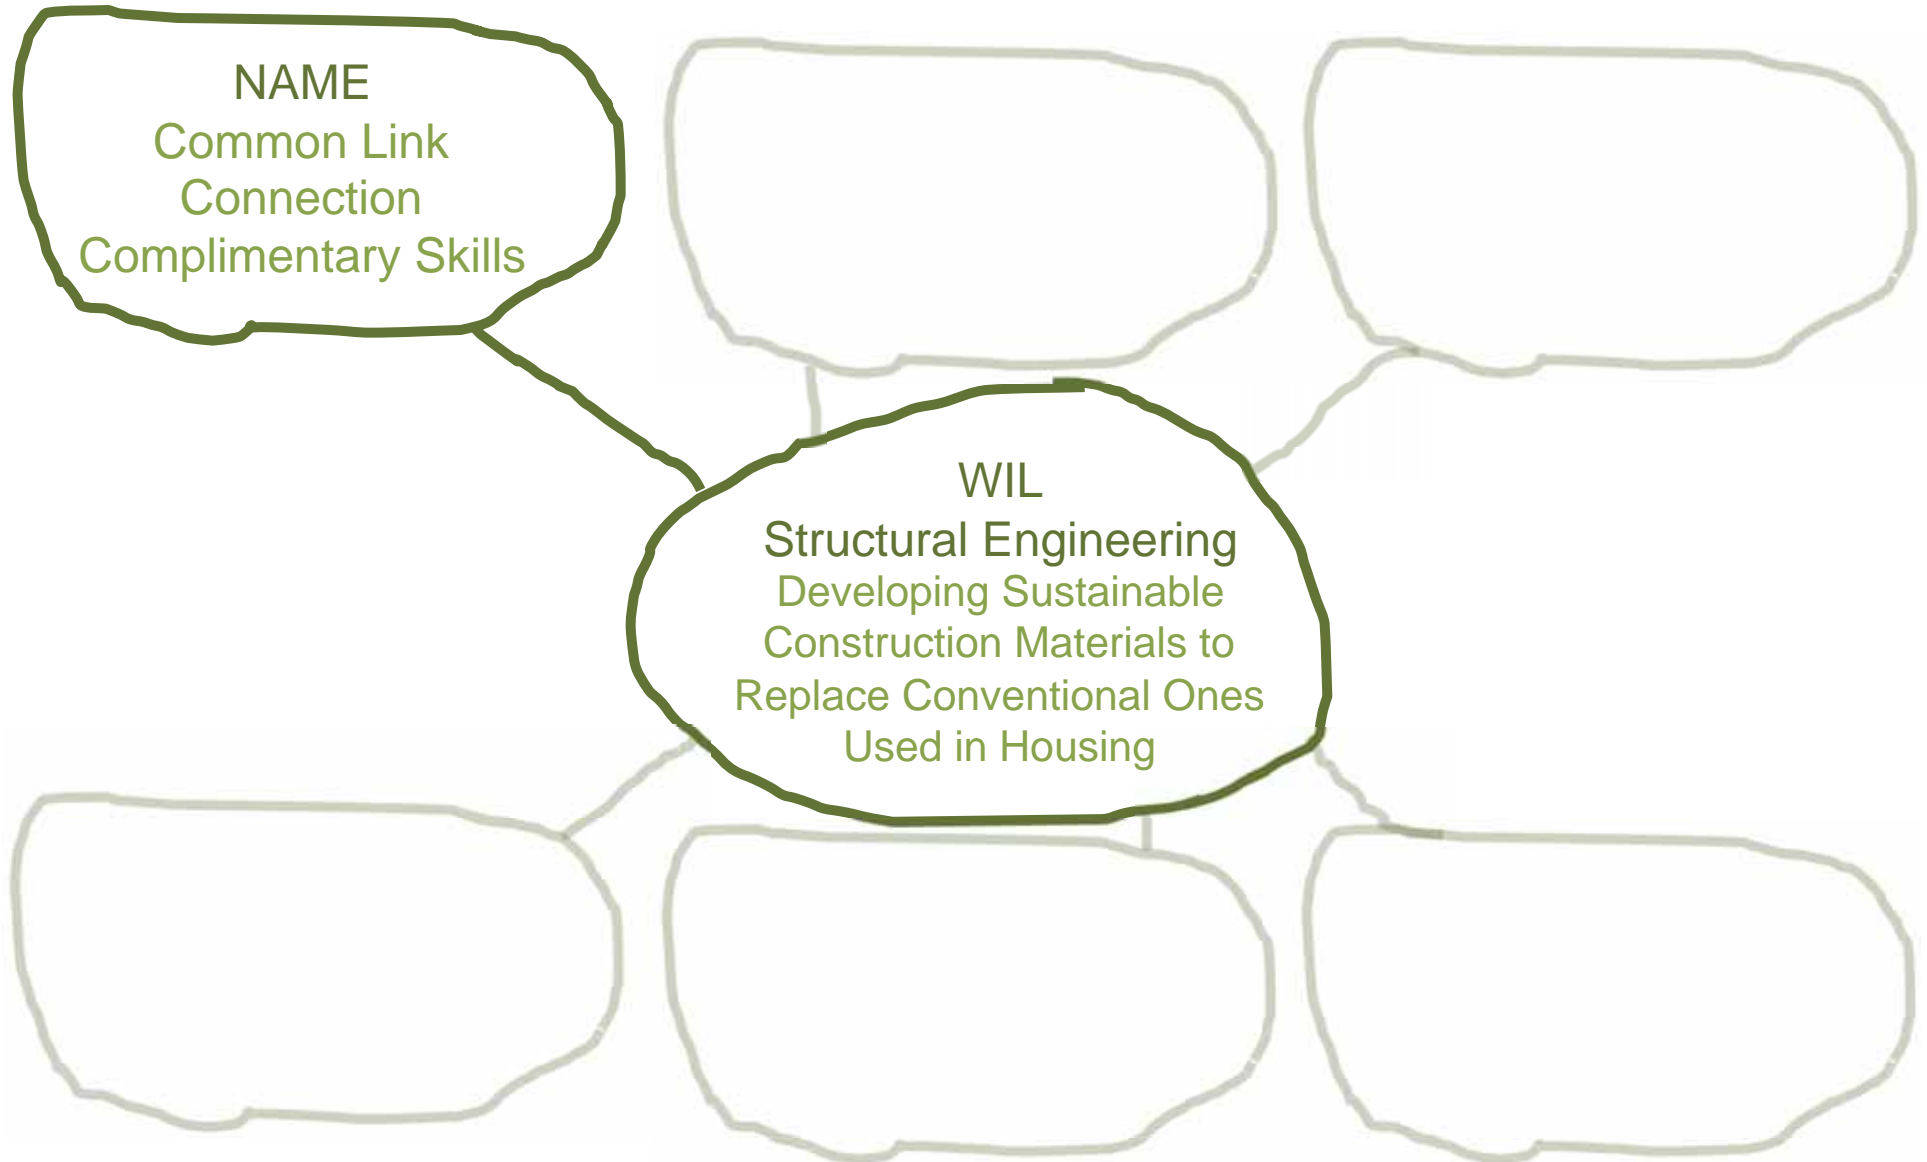 NAME
Common Link
Connection
Complimentary Skills
WIL
Structural Engineering
Developing Sustainable
Construction Materials to
Replace Conventional Ones
Used in Housing